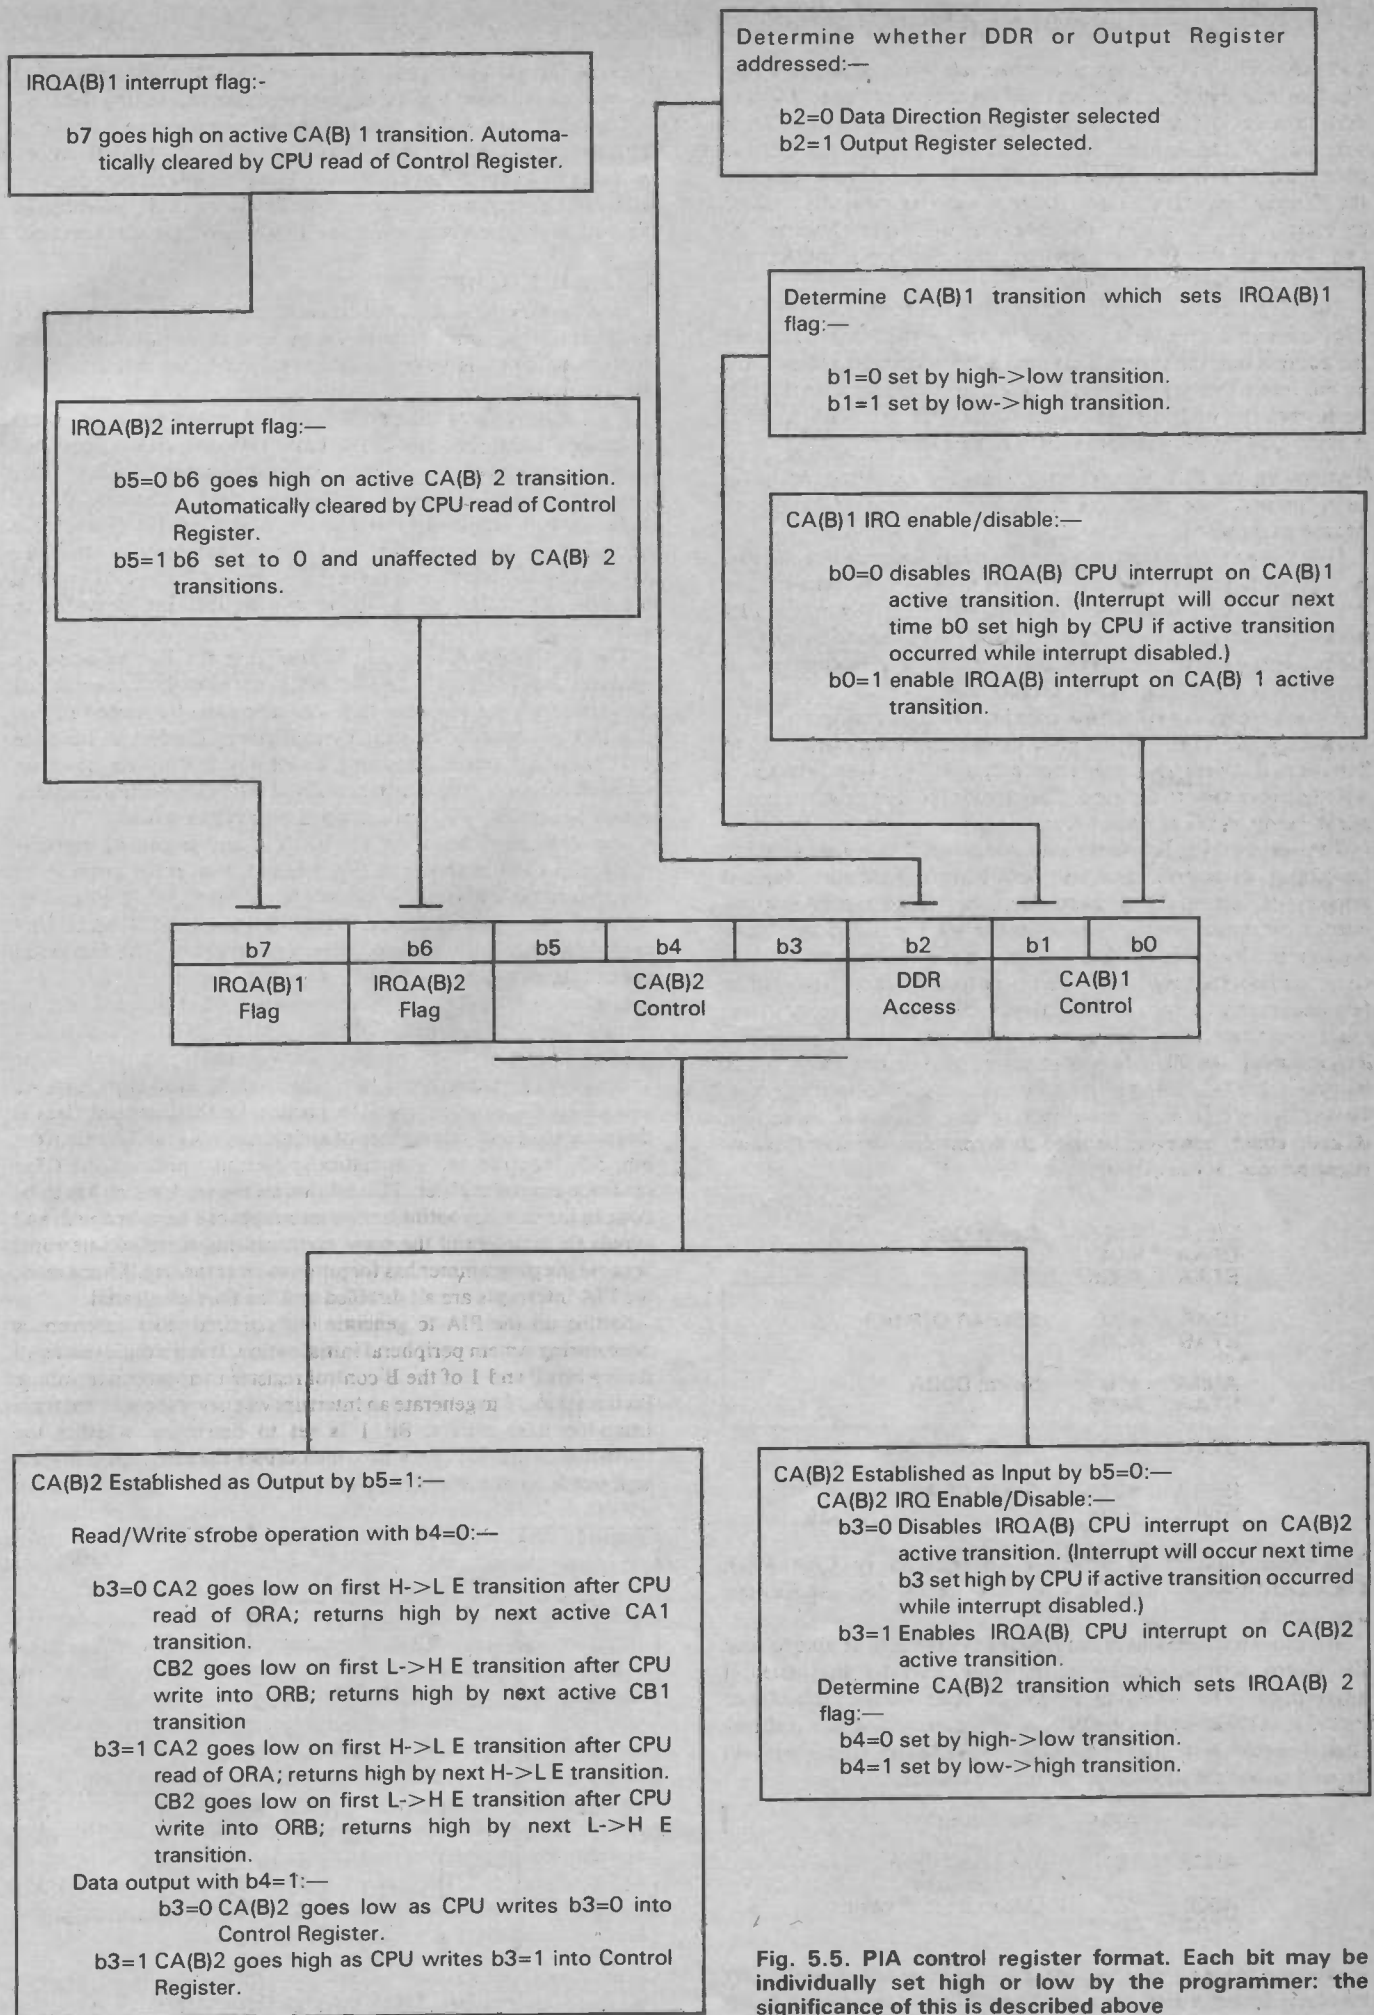 IRQA(B)1 interrupt flag:-
b7 goes high on active CA(B) 1 transition. Automa-
tically cleared by CPU read of Control Register.
Determine whether DDR or Output Register
addressed:—
b2=0 Data Direction Register selected
b2=1 Output Register selected.
Determine CA(B)1 transition which sets IRQA(B)1
flag:—
b1=0 set by high->low transition.
b1=1 set by low->high transition.
IRQA(B)2 interrupt flag:—
b5=0 b6 goes high on active CA(B) 2 transition.
Automatically cleared by CPU read of Control
Register.
b5=1 b6 set to 0 and unaffected by CA(B) 2
transitions.
CA(B)1 IRQ enable/disable:—
b0=0 disables IRQA(B) CPU interrupt on CA(B)1
active transition. (Interrupt will occur next
time b0 set high by CPU if active transition
occurred while interrupt disabled.)
b0=1 enable IRQA(B) interrupt on CA(B) 1 active
transition.
b7 b6 b5 b4 b3 b2 b1 b0
IRQA(B)1 IRQA(B)2 CA(B)2 DDR CA(B)1
Flag Flag Control Access Control
CA(B)2 Established as Output by b5=1:—
Read/Write strobe operation with b4=0:—
b3=0 CA2 goes low on first H->L E transition after CPU
read of ORA; returns high by next active CA1
transition.
CB2 goes low on first L->H E transition after CPU
write into ORB; returns high by next active CB1
transition
b3=1 CA2 goes low on first H->L E transition after CPU
read of ORA; returns high by next H->L E transition.
CB2 goes low on first L->H E transition after CPU
write into ORB; returns high by next L->H E
transition.
Data output with b4=1:—
b3=0 CA(B)2 goes low as CPU writes b3=0 into
Control Register.
b3=1 CA(B)2 goes high as CPU writes b3=1 into Control
Register.
CA(B)2 Established as Input by b5=0:—
CA(B)2 IRQ Enable/Disable:—
b3=0 Disables IRQA(B) CPU interrupt on CA(B)2
active transition. (Interrupt will occur next time
b3 set high by CPU if active transition occurred
while interrupt disabled.)
b3=1 Enables IRQA(B) CPU interrupt on CA(B)2
active transition.
Determine CA(B)2 transition which sets IRQA(B) 2
flag:—
b4=0 set by high->low transition.
b4=1 set by low->high transition.
Fig. 5.5. PIA control register format. Each bit may be
individually set high or low by the programmer: the
significance of this is described above